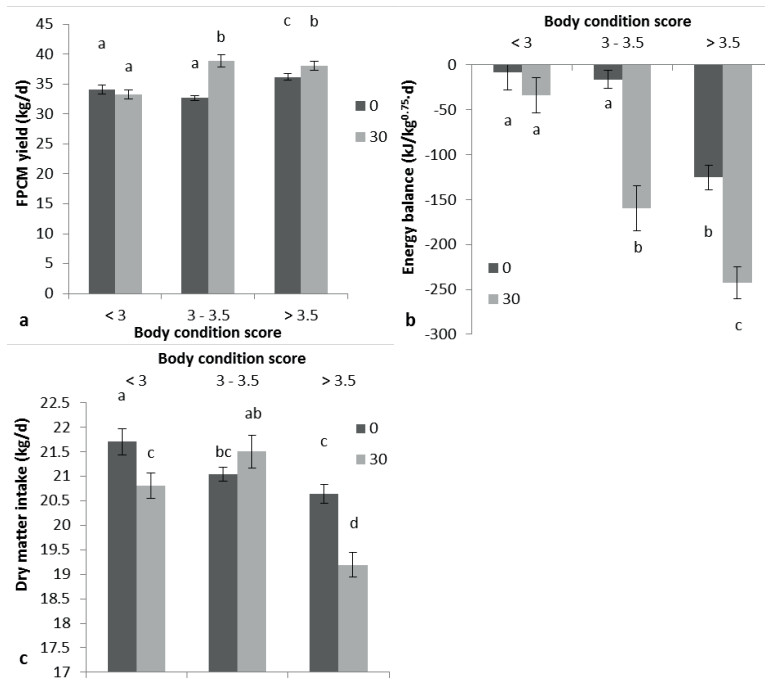 45
40
35
30
25
20
15
10
5
0
FPCM yield (kg/d)
a
a
a
b
c
b
0
30
< 3
3 - 3.5
> 3.5
Body condition score
a
Body condition score
< 3
3 - 3.5
> 3.5
0
-50
-100
-150
-200
-250
-300
Energy balance (kJ/kg^0.75·d)
a
a
a
b
b
c
0
30
b
Body condition score
< 3
3 - 3.5
> 3.5
22.5
22
21.5
21
20.5
20
19.5
19
18.5
18
17.5
17
Dry matter intake (kg/d)
a
c
bc
ab
c
d
0
30
c